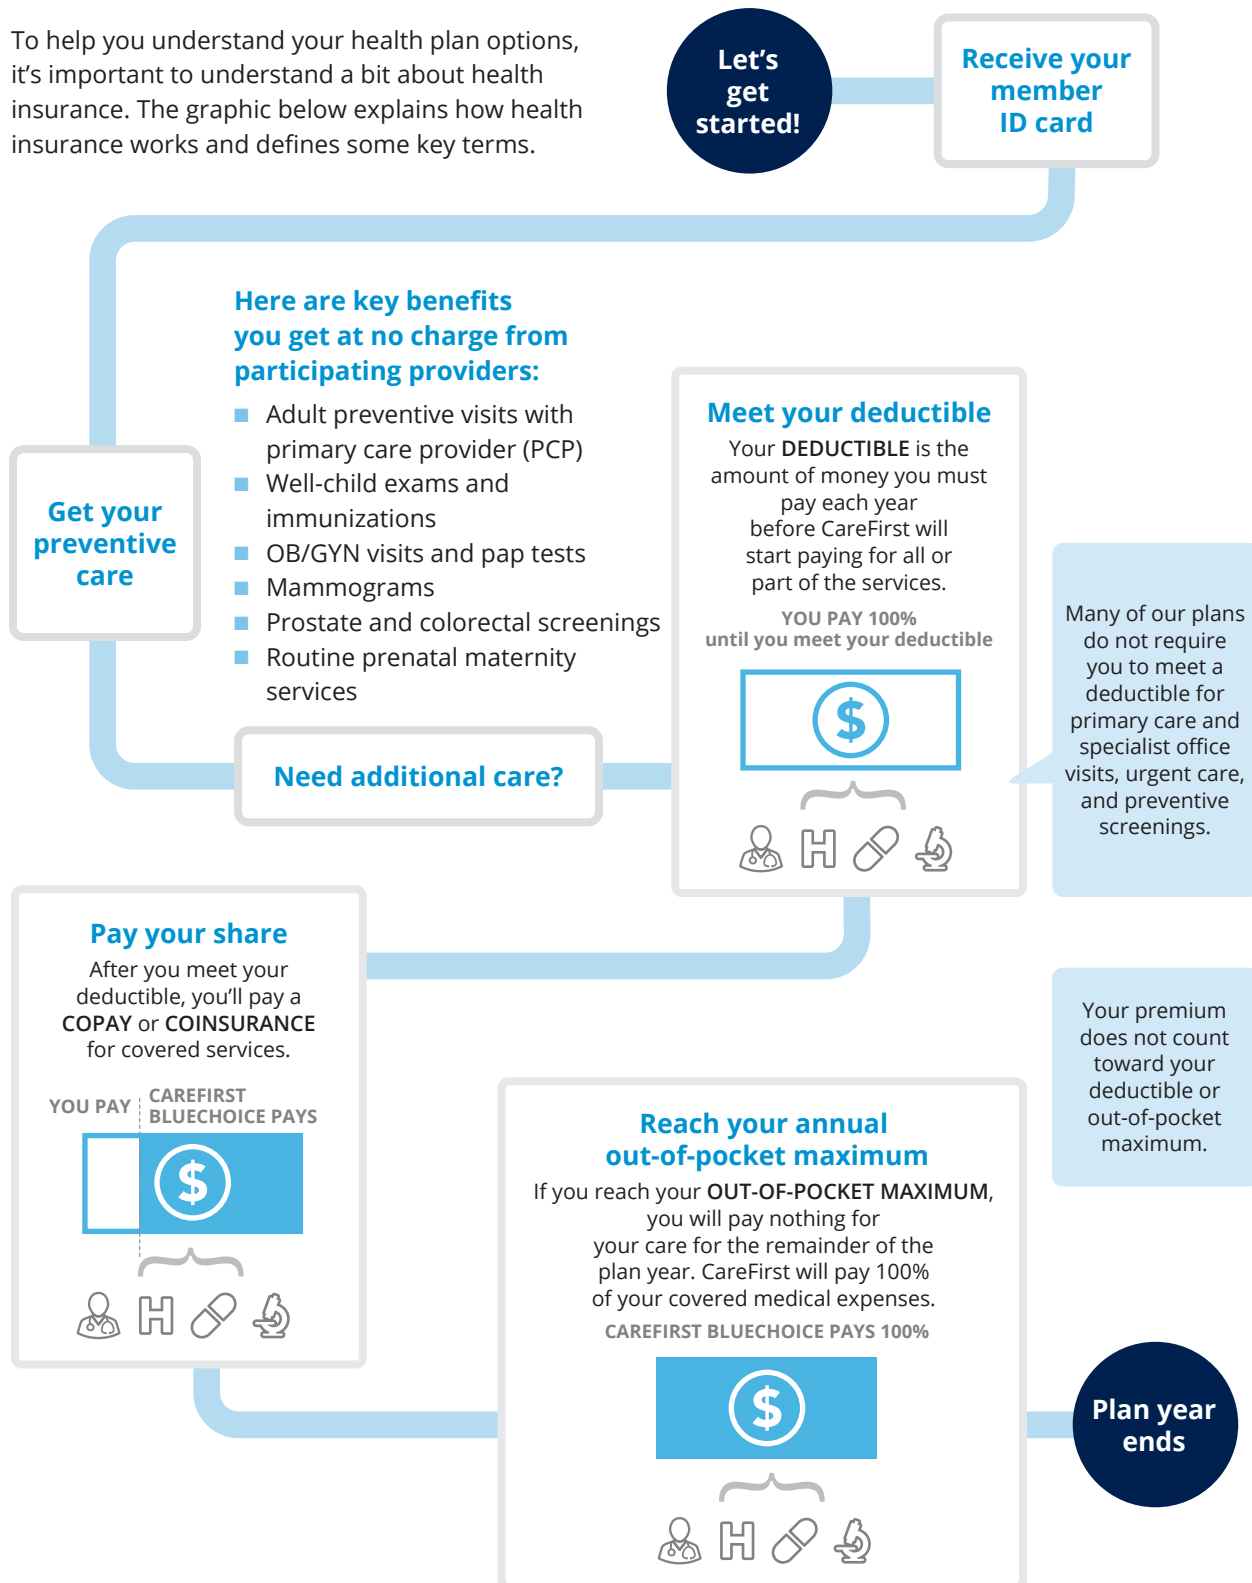 To help you understand your health plan options,
it's important to understand a bit about health
insurance. The graphic below explains how health
insurance works and defines some key terms.
Let's
get
started!
Receive your
member
ID card
Here are key benefits
you get at no charge from
participating providers:
■ Adult preventive visits with
primary care provider (PCP)
■ Well-child exams and
immunizations
■ OB/GYN visits and pap tests
■ Mammograms
■ Prostate and colorectal screenings
■ Routine prenatal maternity
services
Get your
preventive
care
Need additional care?
Meet your deductible
Your DEDUCTIBLE is the
amount of money you must
pay each year
before CareFirst will
start paying for all or
part of the services.
YOU PAY 100%
until you meet your deductible
$
H
Many of our plans
do not require
you to meet a
deductible for
primary care and
specialist office
visits, urgent care,
and preventive
screenings.
Pay your share
After you meet your
deductible, you'll pay a
COPAY or COINSURANCE
for covered services.
YOU PAY
CAREFIRST
BLUECHOICE PAYS
$
H
Your premium
does not count
toward your
deductible or
out-of-pocket
maximum.
Reach your annual
out-of-pocket maximum
If you reach your OUT-OF-POCKET MAXIMUM,
you will pay nothing for
your care for the remainder of the
plan year. CareFirst will pay 100%
of your covered medical expenses.
CAREFIRST BLUECHOICE PAYS 100%
$
H
Plan year
ends